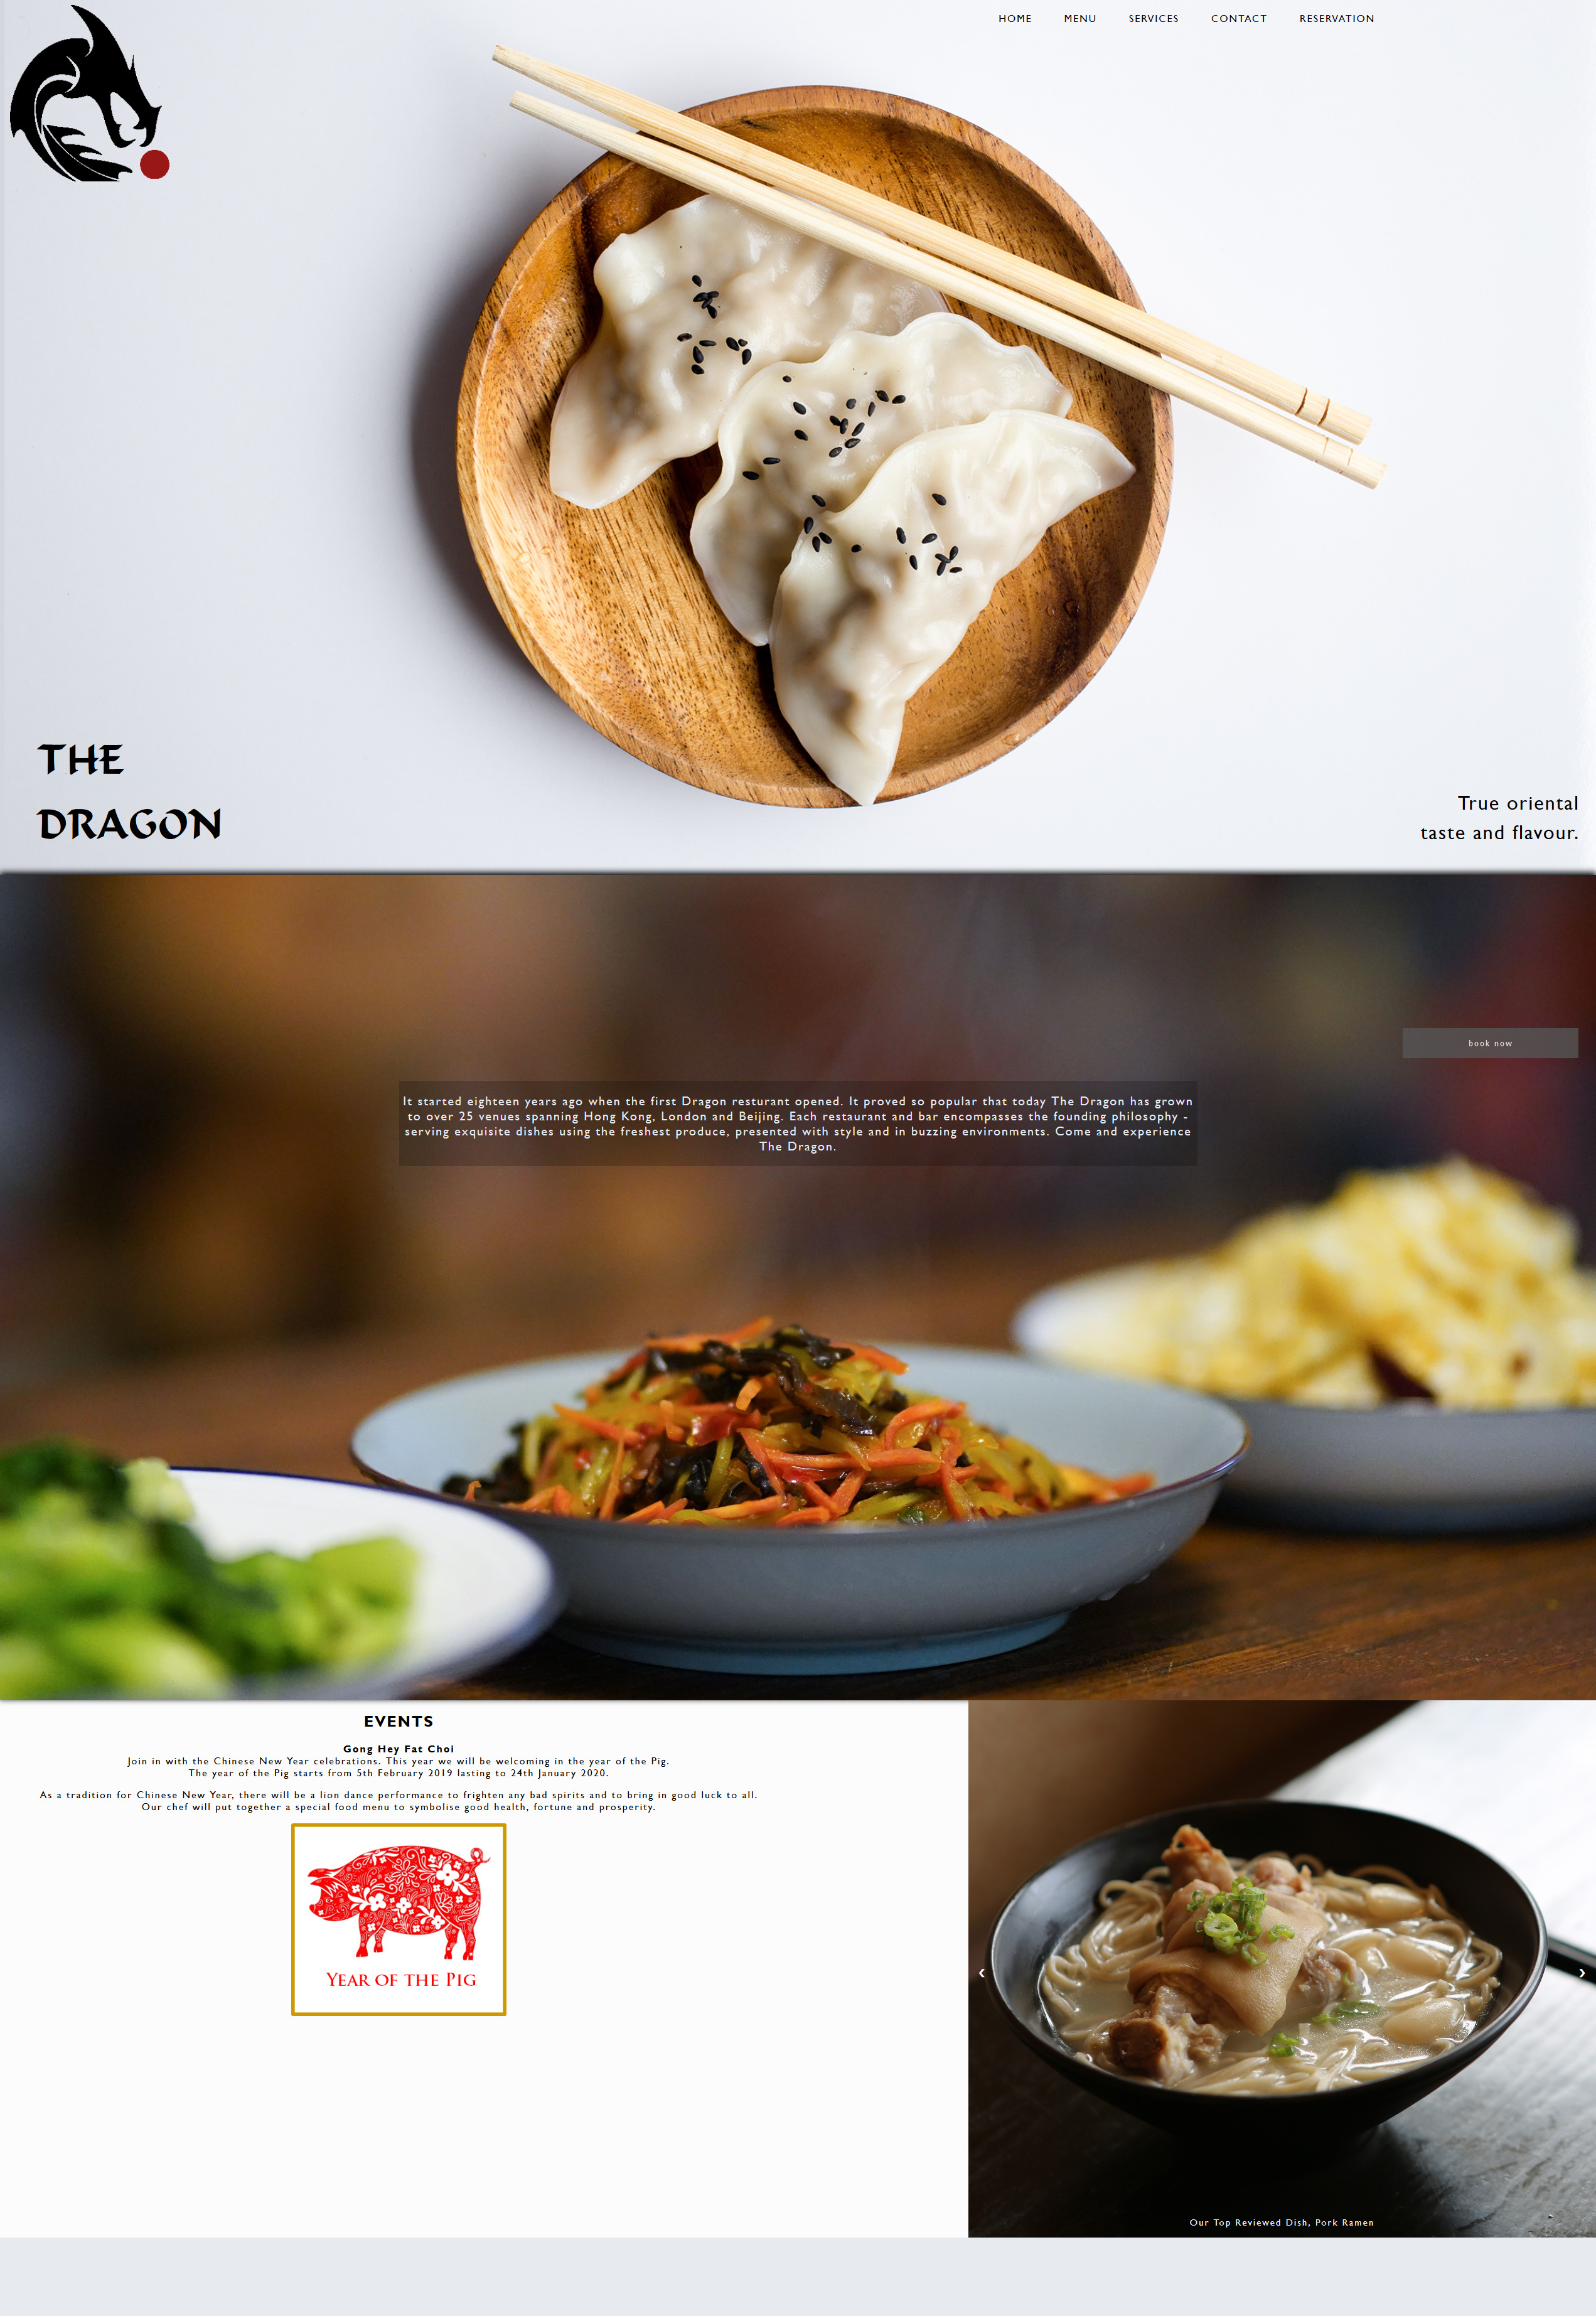 HOME MENU SERVICES CONTACT RESERVATION
THE
DRAGON
True oriental
taste and flavour.
book now
It started eighteen years ago when the first Dragon resturant opened. It proved so popular that today The Dragon has grown
to over 25 venues spanning Hong Kong, London and Beijing. Each restaurant and bar encompasses the founding philosophy -
serving exquisite dishes using the freshest produce, presented with style and in buzzing environments. Come and experience
The Dragon.
EVENTS
Gong Hey Fat Choi
Join in with the Chinese New Year celebrations. This year we will be welcoming in the year of the Pig.
The year of the Pig starts from 5th February 2019 lasting to 24th January 2020.
As a tradition for Chinese New Year, there will be a lion dance performance to frighten any bad spirits and to bring in good luck to all.
Our chef will put together a special food menu to symbolise good health, fortune and prosperity.
YEAR OF THE PIG
❮ ❯
Our Top Reviewed Dish, Pork Ramen